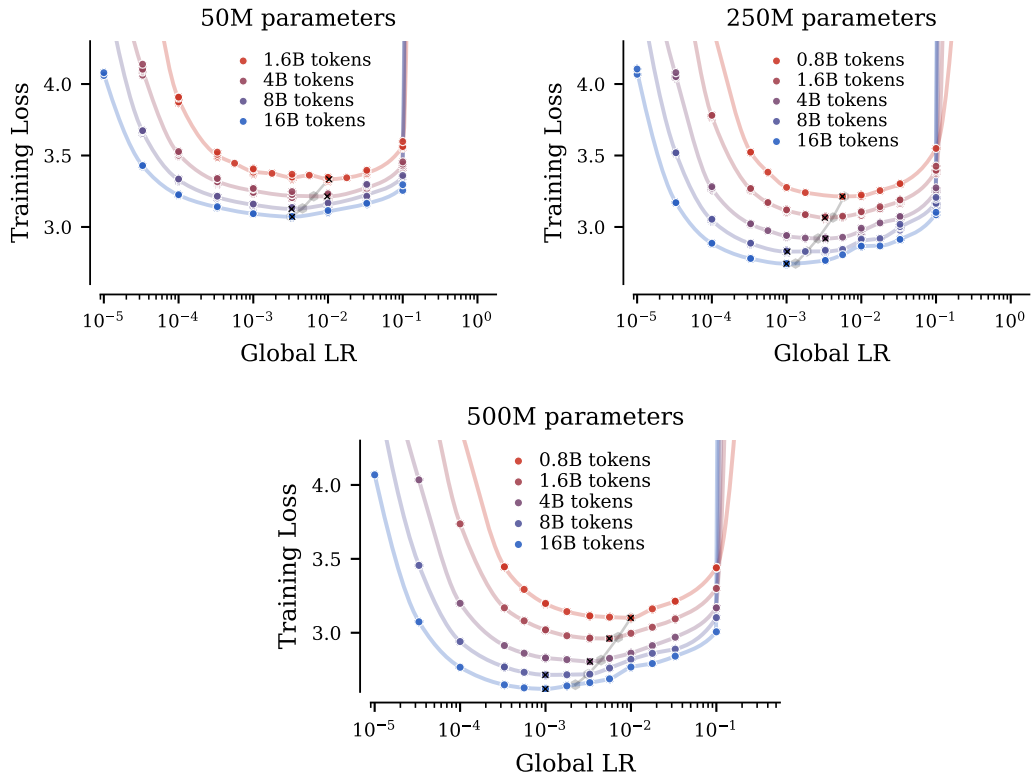 50M parameters
Training Loss
4.0
3.5
3.0
1.6B tokens
4B tokens
8B tokens
16B tokens
10⁻⁵ 10⁻⁴ 10⁻³ 10⁻² 10⁻¹ 10⁰
Global LR
250M parameters
Training Loss
4.0
3.5
3.0
0.8B tokens
1.6B tokens
4B tokens
8B tokens
16B tokens
10⁻⁵ 10⁻⁴ 10⁻³ 10⁻² 10⁻¹ 10⁰
Global LR
500M parameters
Training Loss
4.0
3.5
3.0
0.8B tokens
1.6B tokens
4B tokens
8B tokens
16B tokens
10⁻⁵ 10⁻⁴ 10⁻³ 10⁻² 10⁻¹
Global LR